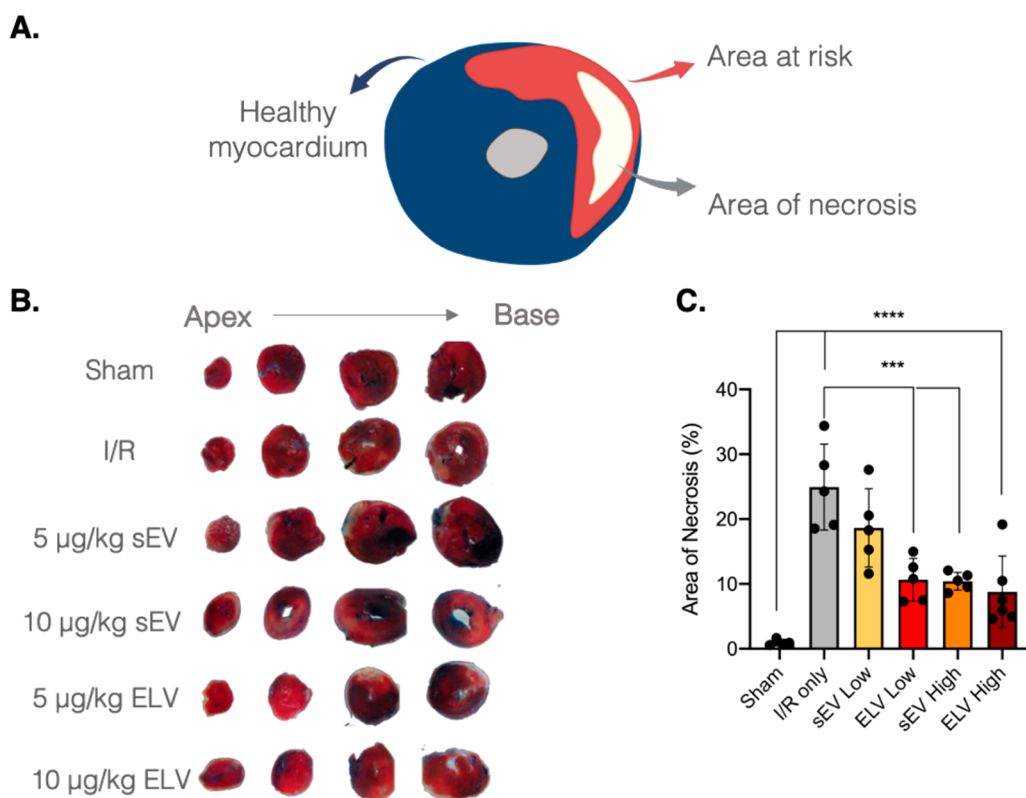 A.
Healthy
myocardium
Area at risk
Area of necrosis
B.
Apex
Base
Sham
I/R
5 µg/kg sEV
10 µg/kg sEV
5 µg/kg ELV
10 µg/kg ELV
C.
****
***
Area of Necrosis (%)
40
30
20
10
0
Sham
I/R only
sEV Low
ELV Low
sEV High
ELV High